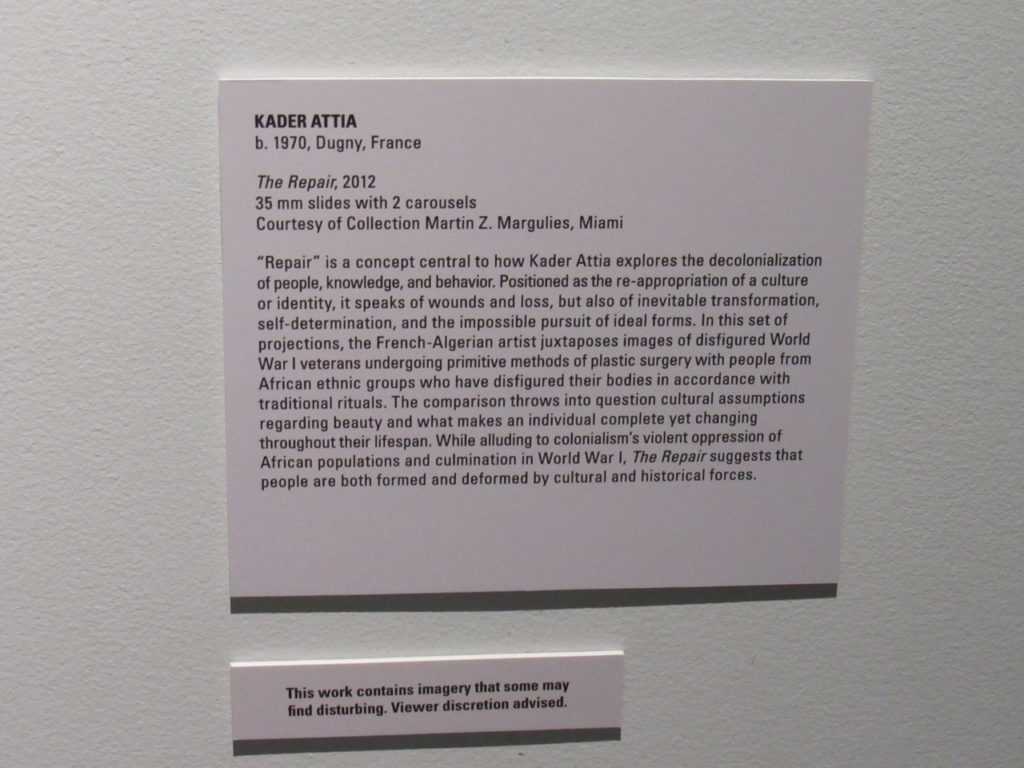 KADER ATTIA
b. 1970, Dugny, France
The Repair, 2012
35 mm slides with 2 carousels
Courtesy of Collection Martin Z. Margulies, Miami
“Repair” is a concept central to how Kader Attia explores the decolonialization
of people, knowledge, and behavior. Positioned as the re-appropriation of a culture
or identity, it speaks of wounds and loss, but also of inevitable transformation,
self-determination, and the impossible pursuit of ideal forms. In this set of
projections, the French-Algerian artist juxtaposes images of disfigured World
War I veterans undergoing primitive methods of plastic surgery with people from
African ethnic groups who have disfigured their bodies in accordance with
traditional rituals. The comparison throws into question cultural assumptions
regarding beauty and what makes an individual complete yet changing
throughout their lifespan. While alluding to colonialism’s violent oppression of
African populations and culmination in World War I, The Repair suggests that
people are both formed and deformed by cultural and historical forces.
This work contains imagery that some may
find disturbing. Viewer discretion advised.